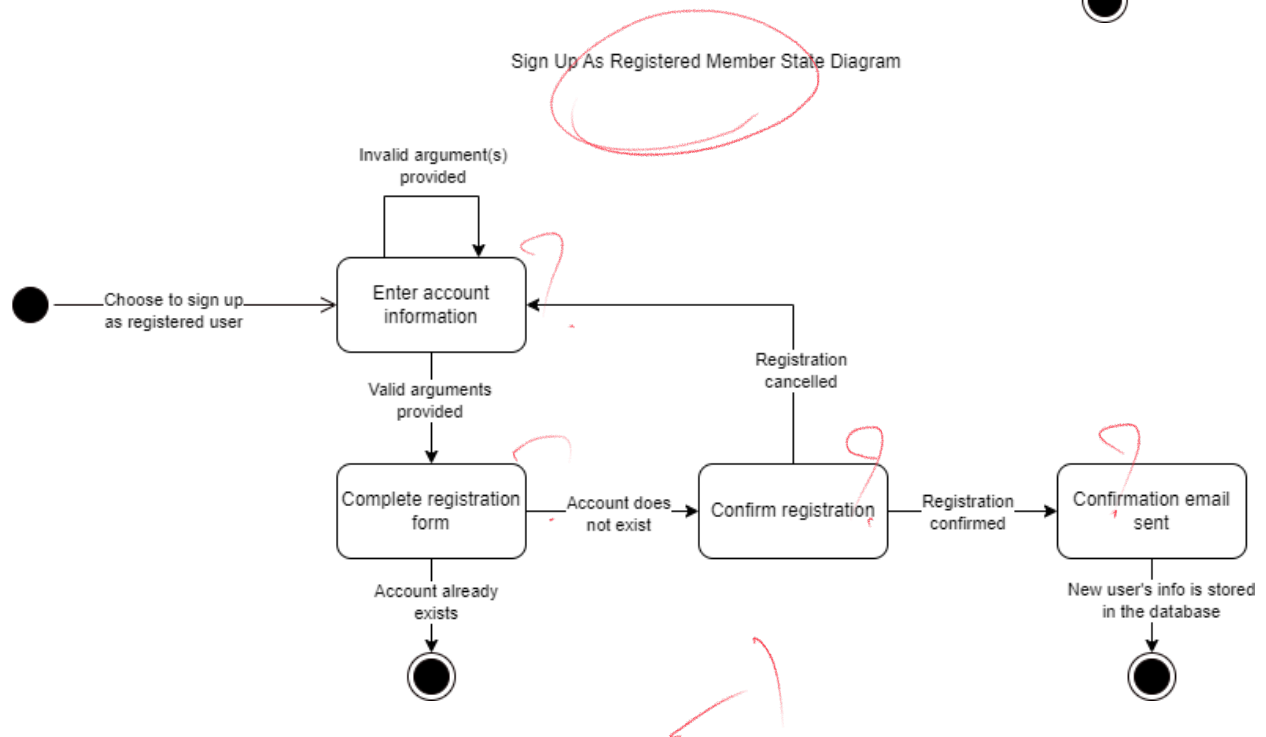 Sign Up As Registered Member State Diagram
Invalid argument(s)
provided
Enter account
information
Choose to sign up
as registered user
Registration
cancelled
Valid arguments
provided
Complete registration
form
Account does
not exist
Confirm registration
Registration
confirmed
Confirmation email
sent
Account already
exists
New user's info is stored
in the database
?
?
?
?